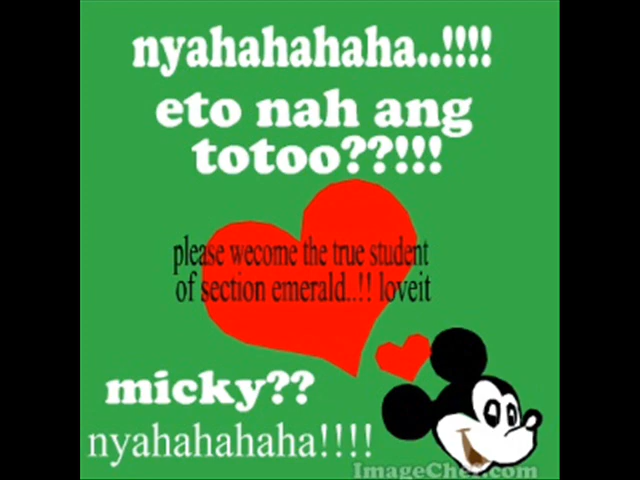 nyahahahaha..!!!!
eto nah ang
totoo??!!!
please wecome the true student
of section emerald..!! loveit
micky??
nyahahahaha!!!!
ImageChef.com